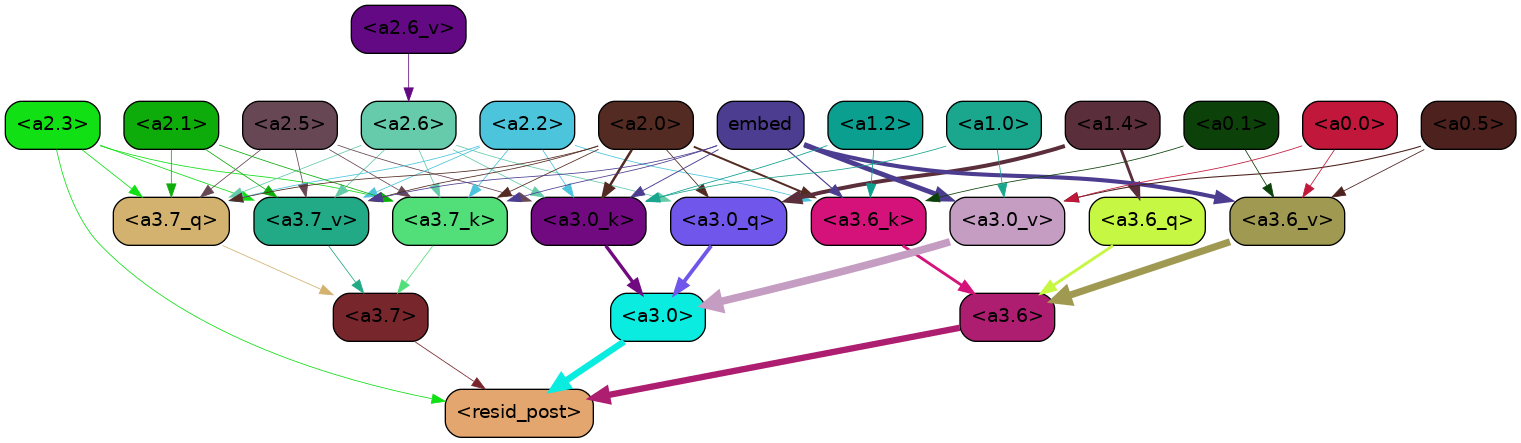 <a2.6_v>
<a2.3> <a2.1> <a2.5> <a2.6> <a2.2> <a2.0> embed <a1.2> <a1.0> <a1.4> <a0.1> <a0.0> <a0.5>
<a3.7_q> <a3.7_v> <a3.7_k> <a3.0_k> <a3.0_q> <a3.6_k> <a3.0_v> <a3.6_q> <a3.6_v>
<a3.7> <a3.0> <a3.6>
<resid_post>